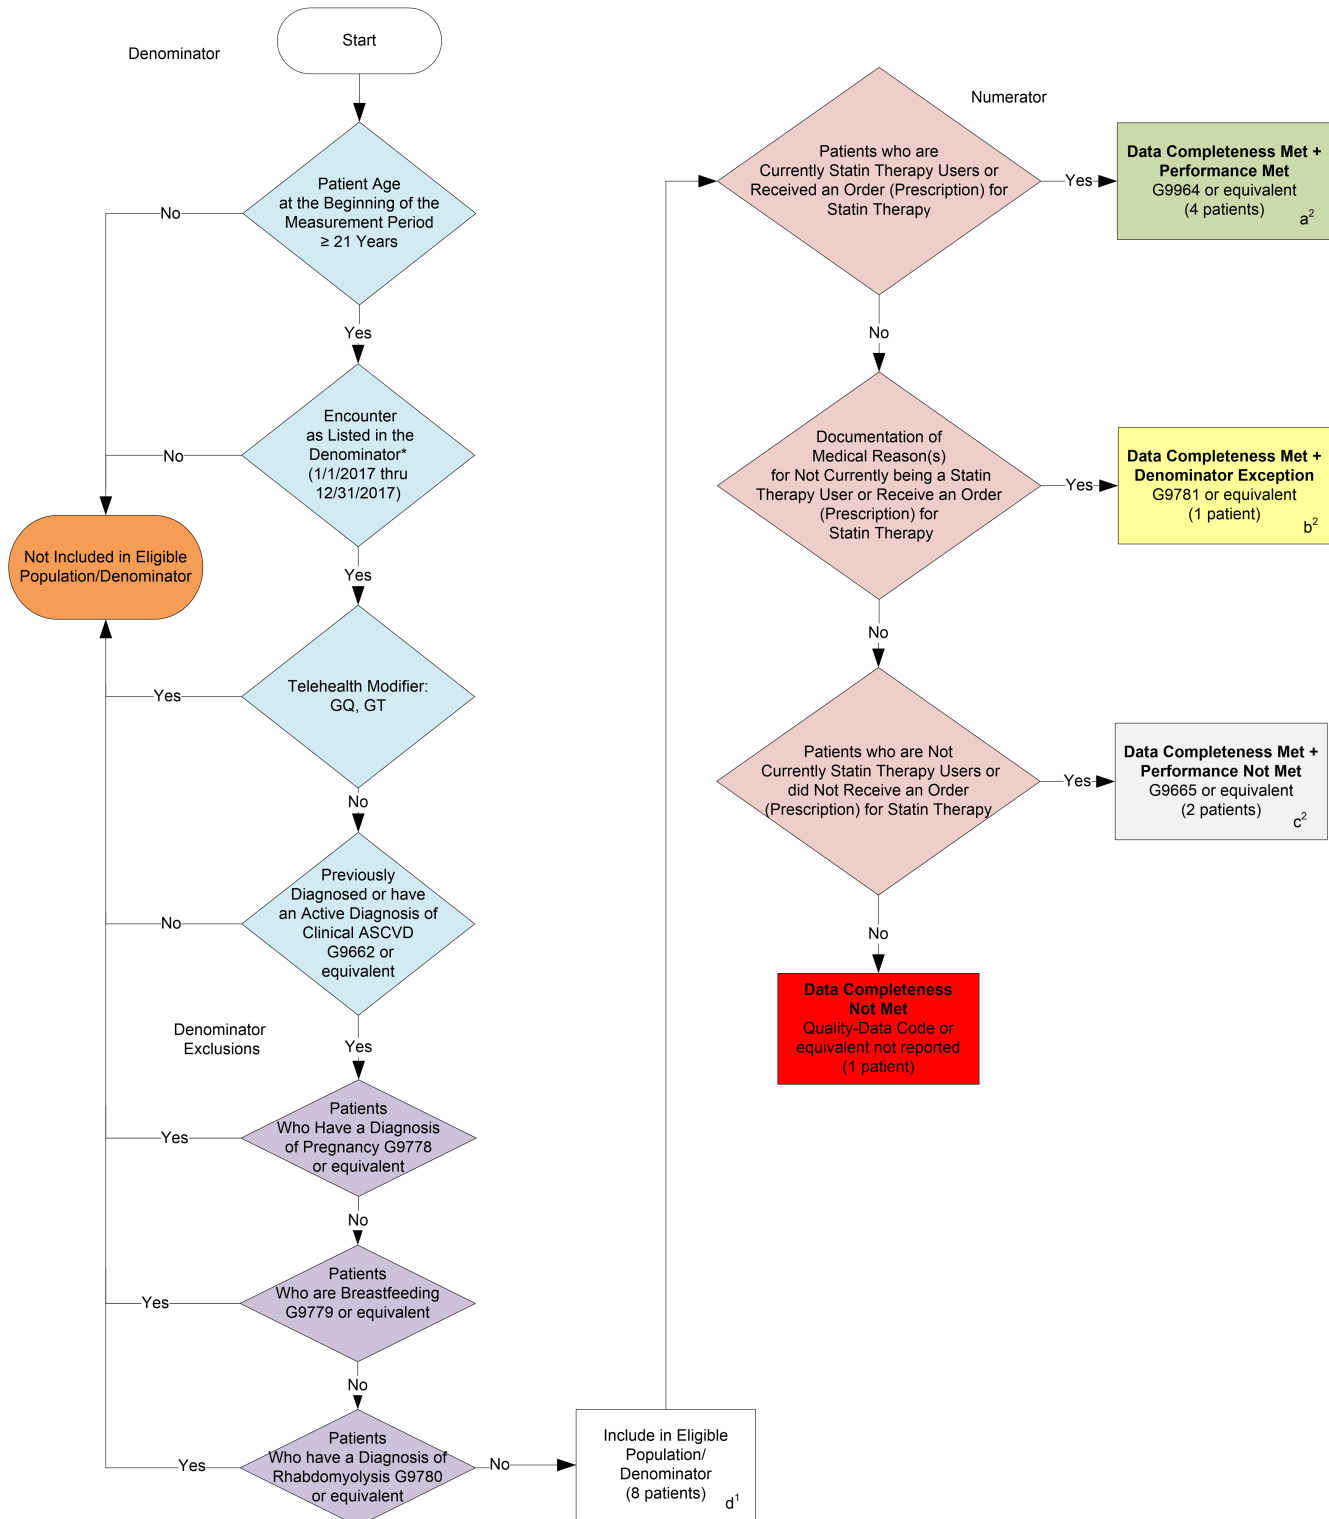 Denominator
Start
Patient Age
at the Beginning of the
Measurement Period
≥ 21 Years
No
Yes
Encounter
as Listed in the
Denominator*
(1/1/2017 thru
12/31/2017)
No
Not Included in Eligible
Population/Denominator
Yes
Telehealth Modifier:
GQ, GT
Yes
No
Previously
Diagnosed or have
an Active Diagnosis of
Clinical ASCVD
G9662 or
equivalent
No
Denominator
Exclusions
Yes
Patients
Who Have a Diagnosis
of Pregnancy G9778
or equivalent
Yes
No
Patients
Who are Breastfeeding
G9779 or equivalent
Yes
No
Patients
Who have a Diagnosis of
Rhabdomyolysis G9780
or equivalent
Yes
No
Include in Eligible
Population/
Denominator
(8 patients)
d1
Numerator
Patients who are
Currently Statin Therapy Users or
Received an Order (Prescription) for
Statin Therapy
Yes
Data Completeness Met +
Performance Met
G9964 or equivalent
(4 patients)
a2
No
Documentation of
Medical Reason(s)
for Not Currently being a Statin
Therapy User or Receive an Order
(Prescription) for
Statin Therapy
Yes
Data Completeness Met +
Denominator Exception
G9781 or equivalent
(1 patient)
b2
No
Patients who are Not
Currently Statin Therapy Users or
did Not Receive an Order
(Prescription) for Statin Therapy
Yes
Data Completeness Met +
Performance Not Met
G9665 or equivalent
(2 patients)
c2
No
Data Completeness
Not Met
Quality-Data Code or
equivalent not reported
(1 patient)